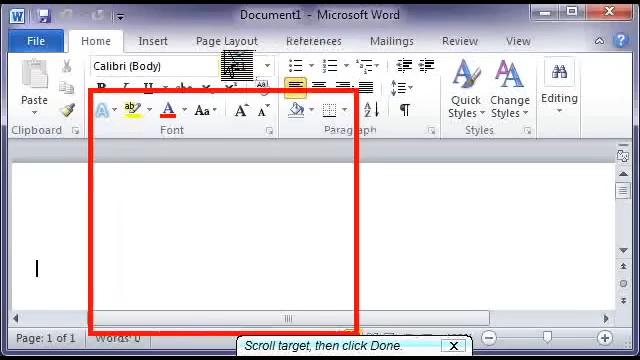 Document1 - Microsoft Word
File Home Insert Page Layout References Mailings Review View
Calibri (Body)
Paste Quick Styles Change Styles Editing
Aa
Clipboard Font Paragraph Styles
Page: 1 of 1 Words: 0
Scroll target, then click Done. X